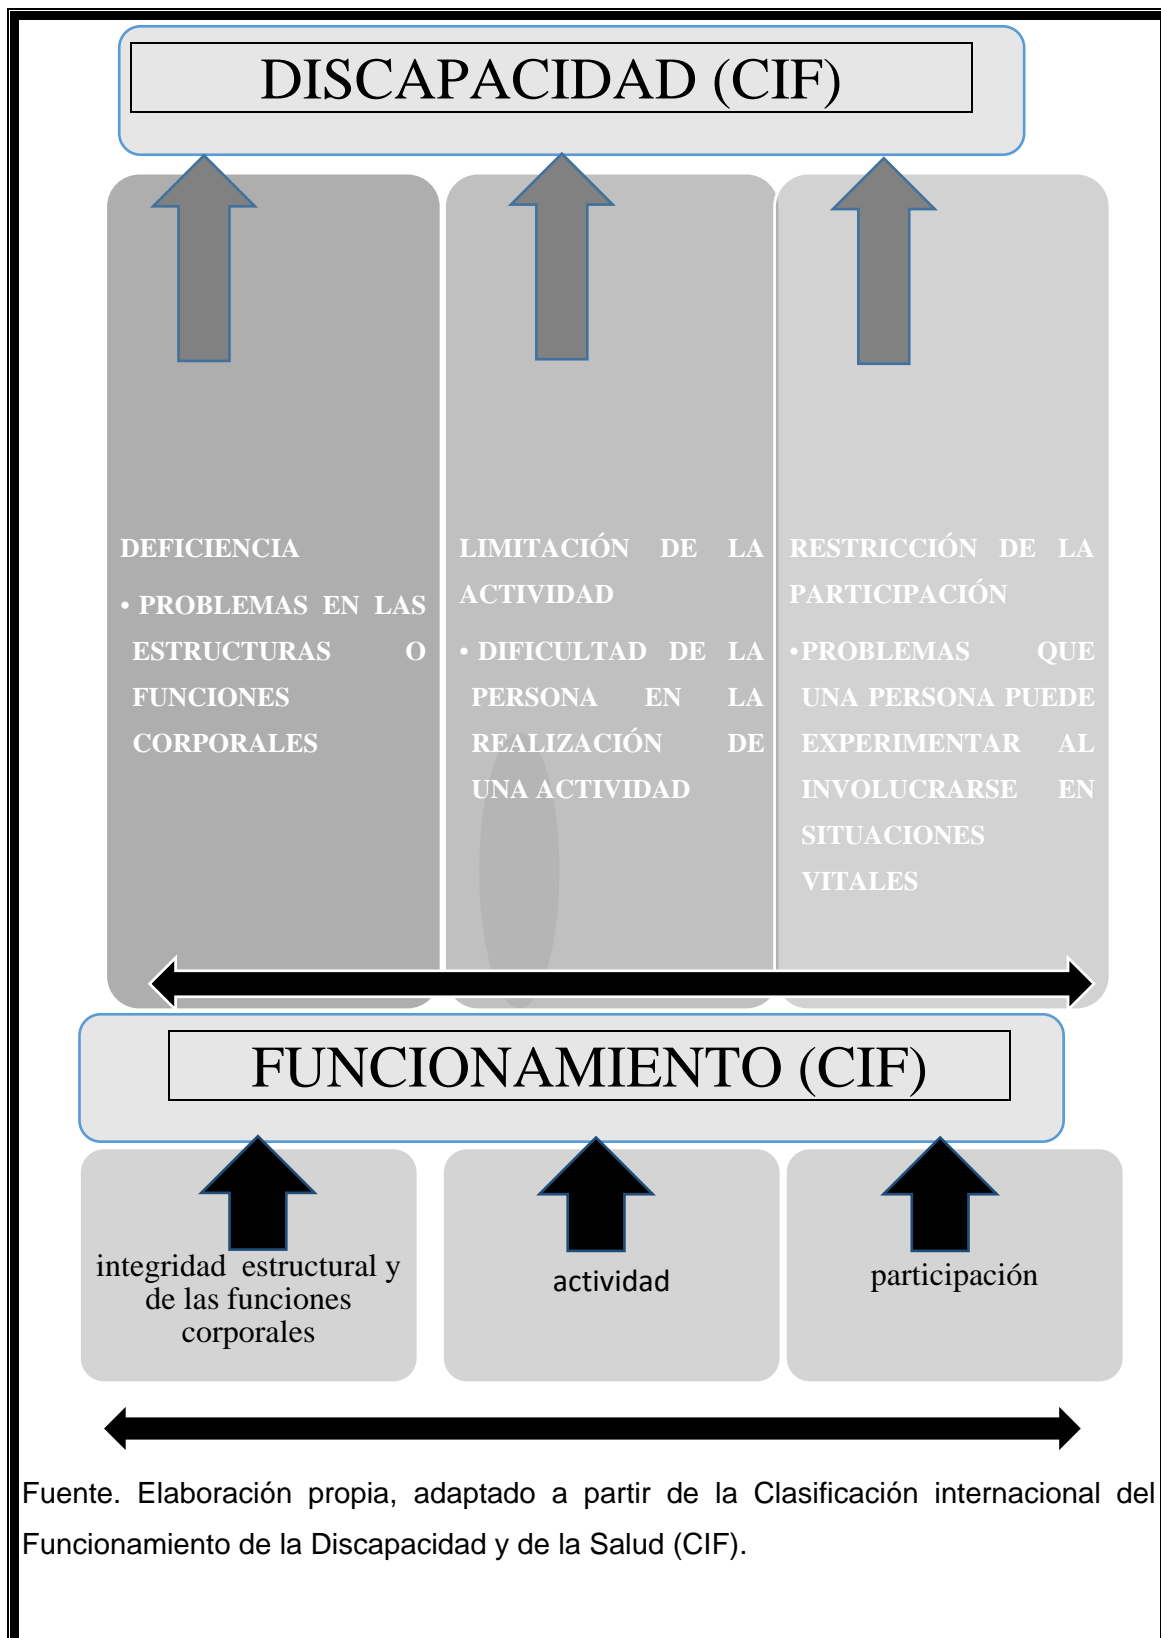 DISCAPACIDAD (CIF)
DEFICIENCIA
• PROBLEMAS EN LAS
ESTRUCTURAS O
FUNCIONES
CORPORALES
LIMITACIÓN DE LA
ACTIVIDAD
• DIFICULTAD DE LA
PERSONA EN LA
REALIZACIÓN DE
UNA ACTIVIDAD
RESTRICCIÓN DE LA
PARTICIPACIÓN
•PROBLEMAS QUE
UNA PERSONA PUEDE
EXPERIMENTAR AL
INVOLUCRARSE EN
SITUACIONES
VITALES
FUNCIONAMIENTO (CIF)
integridad estructural y
de las funciones
corporales
actividad
participación
Fuente. Elaboración propia, adaptado a partir de la Clasificación internacional del
Funcionamiento de la Discapacidad y de la Salud (CIF).